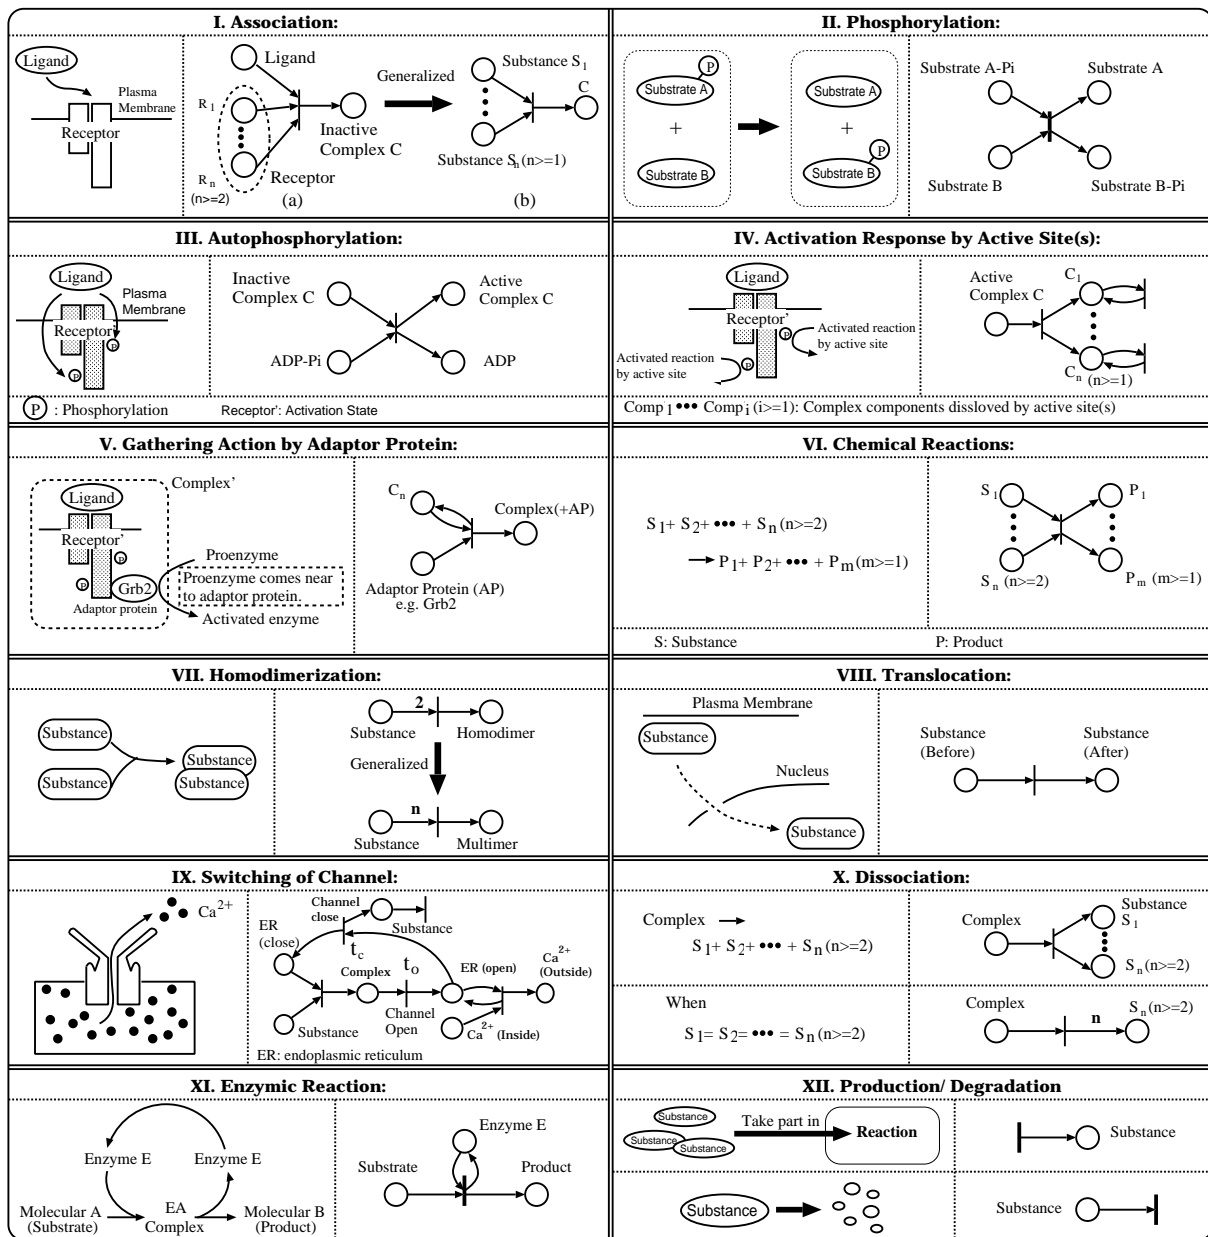 I. Association:
Ligand
Plasma
Membrane
Receptor
Ligand
R1
Rn
(n>=2)
Receptor
Inactive
Complex C
(a)
Generalized
Substance S1
C
Substance Sn(n>=1)
(b)
II. Phosphorylation:
P
Substrate A
+
Substrate B
Substrate A
+
P
Substrate B
Substrate A-Pi
Substrate A
Substrate B
Substrate B-Pi
III. Autophosphorylation:
Ligand
Plasma
Membrane
Receptor'
P
P
Inactive
Complex C
Active
Complex C
ADP-Pi
ADP
P : Phosphorylation
Receptor': Activation State
IV. Activation Response by Active Site(s):
Ligand
Receptor'
P
Activated reaction
by active site
Activated reaction
by active site
P
Active
Complex C
C1
Cn (n>=1)
Comp1 ••• Compi (i>=1): Complex components dissloved by active site(s)
V. Gathering Action by Adaptor Protein:
Complex'
Ligand
Receptor'
P
P
Grb2
Adaptor protein
Proenzyme
Proenzyme comes near
to adaptor protein.
Activated enzyme
Cn
Complex(+AP)
Adaptor Protein (AP)
e.g. Grb2
VI. Chemical Reactions:
S1+ S2+ ••• + Sn(n>=2)
P1+ P2+ ••• + Pm(m>=1)
S1
P1
Sn (n>=2)
Pm(m>=1)
S: Substance
P: Product
VII. Homodimerization:
Substance
Substance
Substance
Substance
2
Substance
Homodimer
Generalized
n
Substance
Multimer
VIII. Translocation:
Plasma Membrane
Substance
Nucleus
Substance
Substance
(Before)
Substance
(After)
IX. Switching of Channel:
Ca2+
ER
(close)
Channel
close
Substance
tc
Complex
to
ER (open)
Ca2+
(Outside)
Substance
Channel
Open
Ca2+ (Inside)
ER: endoplasmic reticulum
X. Dissociation:
Complex
S1+ S2+ ••• + Sn(n>=2)
Complex
Substance
S1
Sn(n>=2)
When
S1= S2= ••• = Sn(n>=2)
Complex
n
Sn(n>=2)
XI. Enzymic Reaction:
Enzyme E
Enzyme E
Molecular A
(Substrate)
EA
Complex
Molecular B
(Product)
Enzyme E
Substrate
Product
XII. Production/ Degradation
Substance
Substance
Substance
Take part in
Reaction
Substance
Substance
Substance